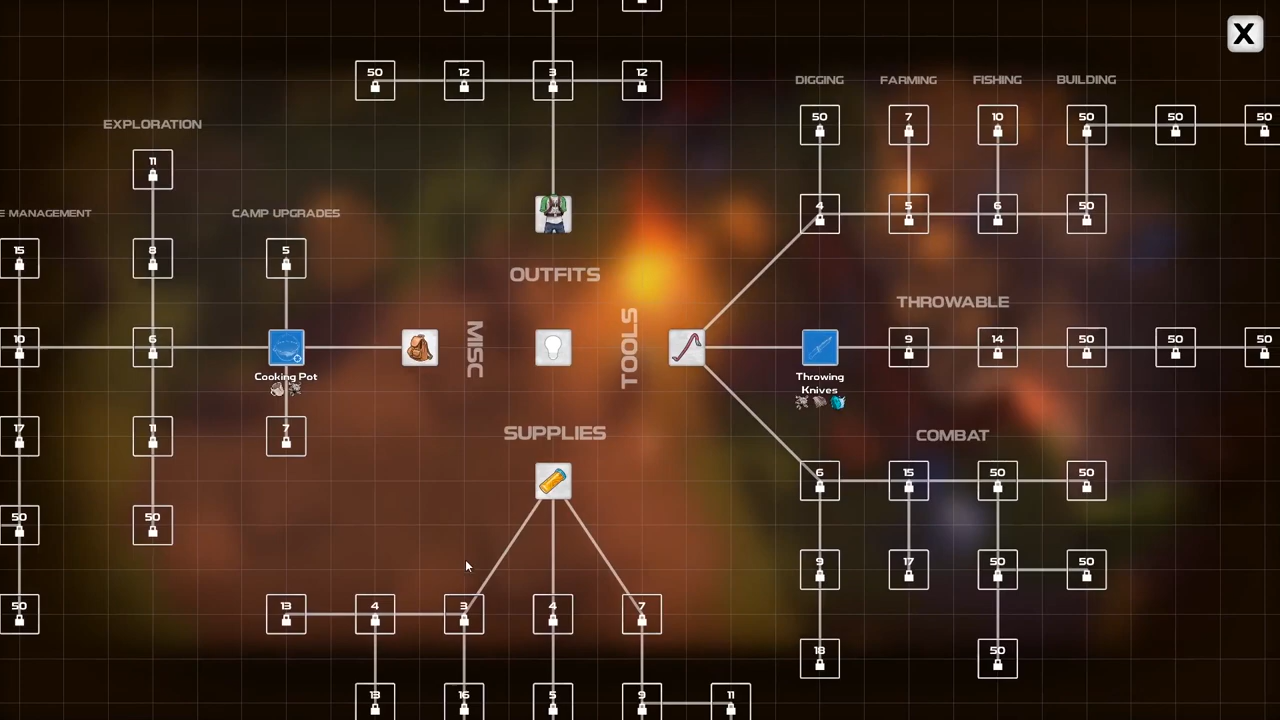 X
50 12 3 12
DIGGING FARMING FISHING BUILDING
EXPLORATION
50 7 10 50 50 50
11
E MANAGEMENT
CAMP UPGRADES
4 5 6 50
15 8 5
OUTFITS
THROWABLE
10 6
MISC
TOOLS
9 14 50 50 50
Cooking Pot
Throwing
Knives
17 11 7
SUPPLIES
COMBAT
6 15 50 50
50 50
9 17 50 50
13 4 3 4 7
50
18 50
13 16 5 9 11